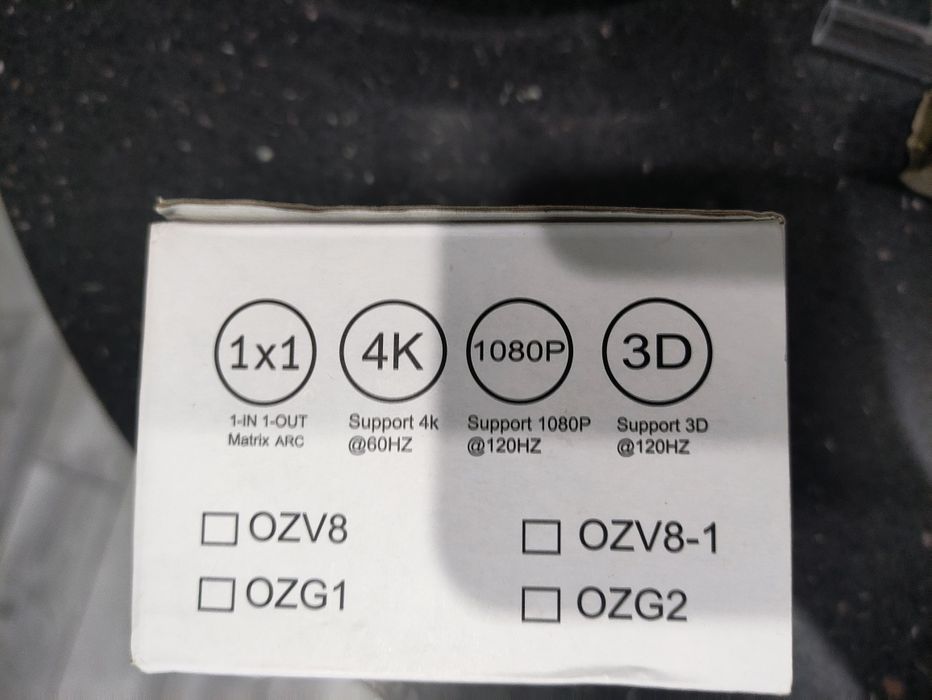 1x1 4K 1080P 3D
1-IN 1-OUT Support 4k Support 1080P Support 3D
Matrix ARC @60HZ @120HZ @120HZ
OZV8 OZV8-1
OZG1 OZG2